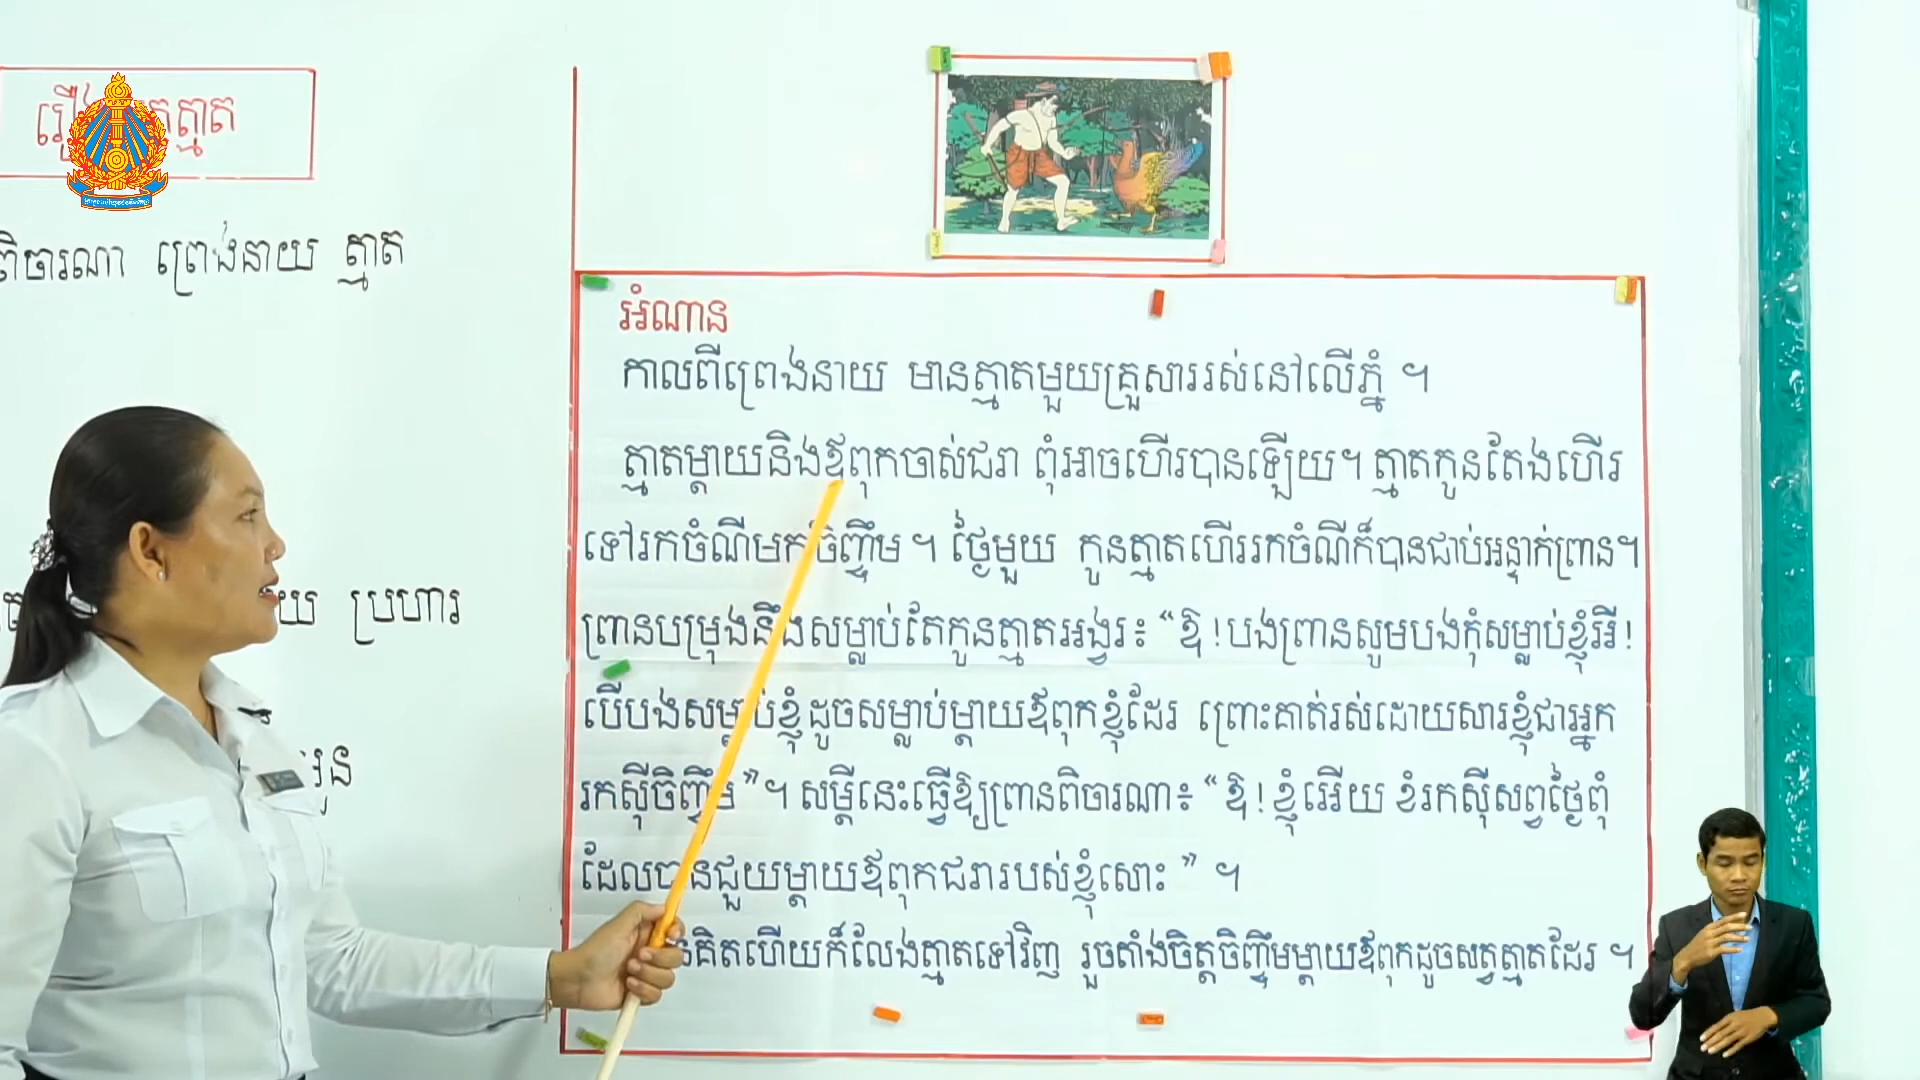 រឿង ត្មាត
ពិចារណា ព្រេងនាយ ត្មាត
ប្រហារ
អំណាន
កាលពីព្រេងនាយ មានត្មាតមួយគ្រួសាររស់នៅលើភ្នំ ។
ត្មាតម្តាយនិងឪពុកចាស់ជរា ពុំអាចហើរបានឡើយ។ ត្មាតកូនតែងហើរ
ទៅរកចំណីមកចិញ្ចឹម ។ ថ្ងៃមួយ កូនត្មាតហើររកចំណីក៏បានជាប់អន្ទាក់ព្រាន។
ព្រានបម្រុងនឹងសម្លាប់តែកូនត្មាតអង្វរ៖ “ ឱ ! បងព្រានសូមបងកុំសម្លាប់ខ្ញុំអី !
បើបងសម្លាប់ខ្ញុំដូចសម្លាប់ម្តាយឪពុកខ្ញុំដែរ ព្រោះគាត់រស់ដោយសារខ្ញុំជាអ្នក
រកស៊ីចិញ្ចឹម ” ។ សម្តីនេះធ្វើឱ្យព្រានពិចារណា៖ “ ឱ ! ខ្ញុំអើយ ខំរកស៊ីសព្វថ្ងៃពុំ
ដែលបានជួយម្តាយឪពុកជរារបស់ខ្ញុំសោះ ” ។
គិតហើយក៏លែងត្មាតទៅវិញ រួចតាំងចិត្តចិញ្ចឹមម្តាយឪពុកដូចសត្វត្មាតដែរ ។